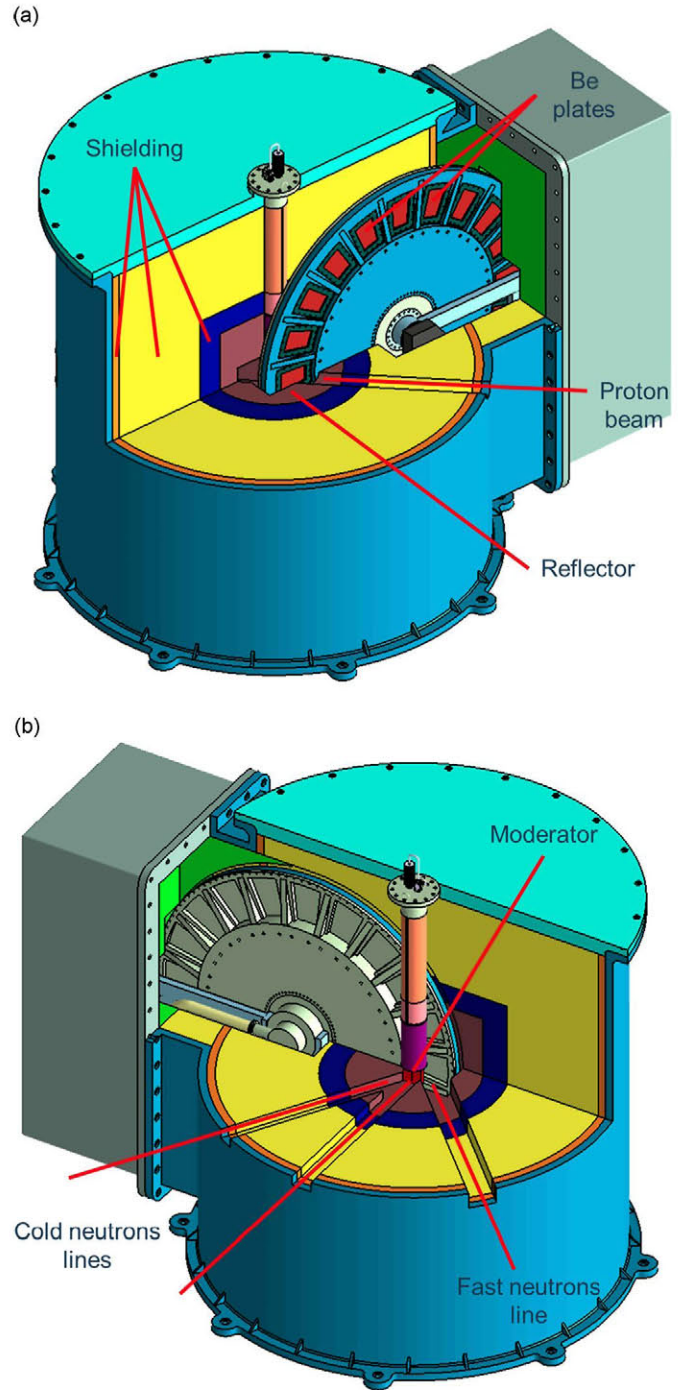 (a)
Be
plates
Shielding
Proton
beam
Reflector
(b)
Moderator
Cold neutrons
lines
Fast neutrons
line